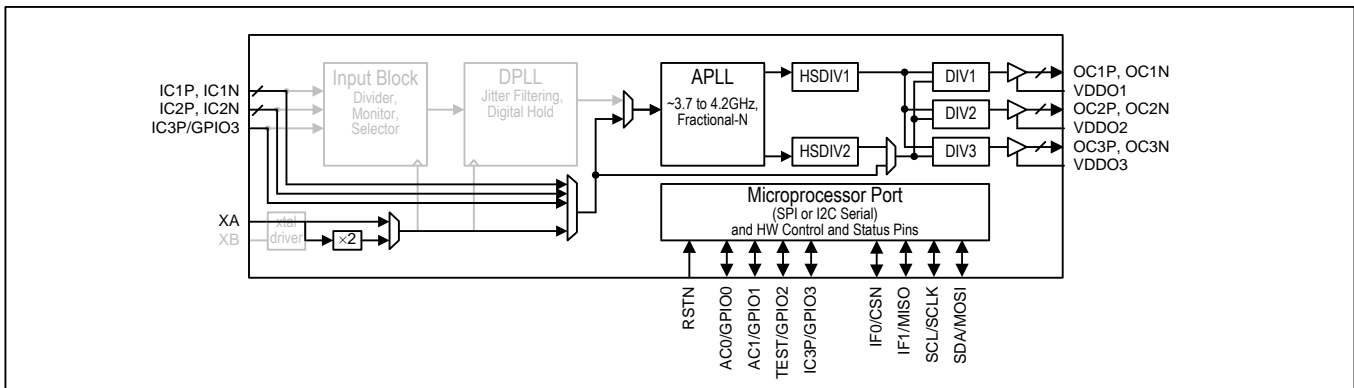 IC1P, IC1N
IC2P, IC2N
IC3P/GPIO3
XA
XB
xtal
driver
×2
Input Block
Divider,
Monitor,
Selector
DPLL
Jitter Filtering,
Digital Hold
APLL
~3.7 to 4.2GHz,
Fractional-N
HSDIV1
HSDIV2
DIV1
DIV2
DIV3
OC1P, OC1N
VDDO1
OC2P, OC2N
VDDO2
OC3P, OC3N
VDDO3
Microprocessor Port
(SPI or I2C Serial)
and HW Control and Status Pins
RSTN
AC0/GPIO0
AC1/GPIO1
TEST/GPIO2
IC3P/GPIO3
IF0/CSN
IF1/MISO
SCL/SCLK
SDA/MOSI